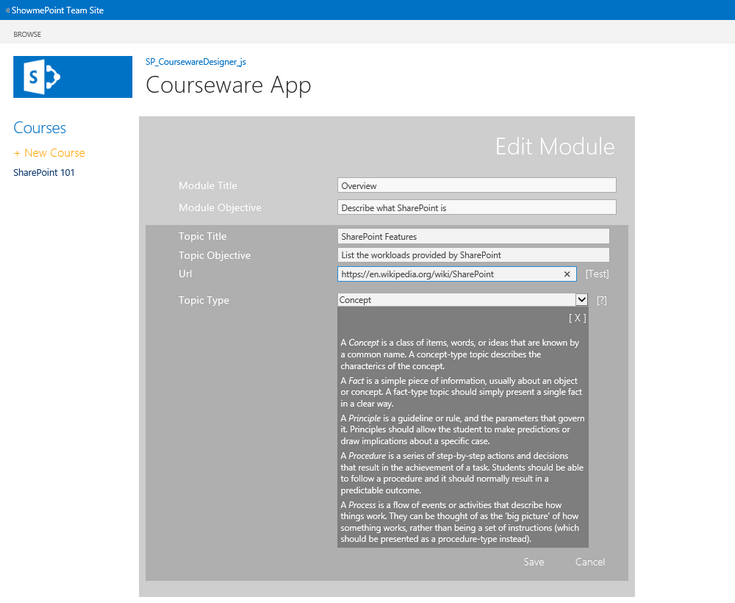 ShowmePoint Team Site
BROWSE
S
SP_CoursewareDesigner_js
Courseware App
Courses
+ New Course
SharePoint 101
Edit Module
Module Title Overview
Module Objective Describe what SharePoint is
Topic Title SharePoint Features
Topic Objective List the workloads provided by SharePoint
Url https://en.wikipedia.org/wiki/SharePoint × [Test]
Topic Type Concept [?]
[ X ]
A Concept is a class of items, words, or ideas that are known by
a common name. A concept-type topic describes the
characterics of the concept.
A Fact is a simple piece of information, usually about an object
or concept. A fact-type topic should simply present a single fact
in a clear way.
A Principle is a guideline or rule, and the parameters that govern
it. Principles should allow the student to make predictions or
draw implications about a specific case.
A Procedure is a series of step-by-step actions and decisions
that result in the achievement of a task. Students should be able
to follow a procedure and it should normally result in a
predictable outcome.
A Process is a flow of events or activities that describe how
things work. They can be thought of as the 'big picture' of how
something works, rather than being a set of instructions (which
should be presented as a procedure-type instead).
Save Cancel